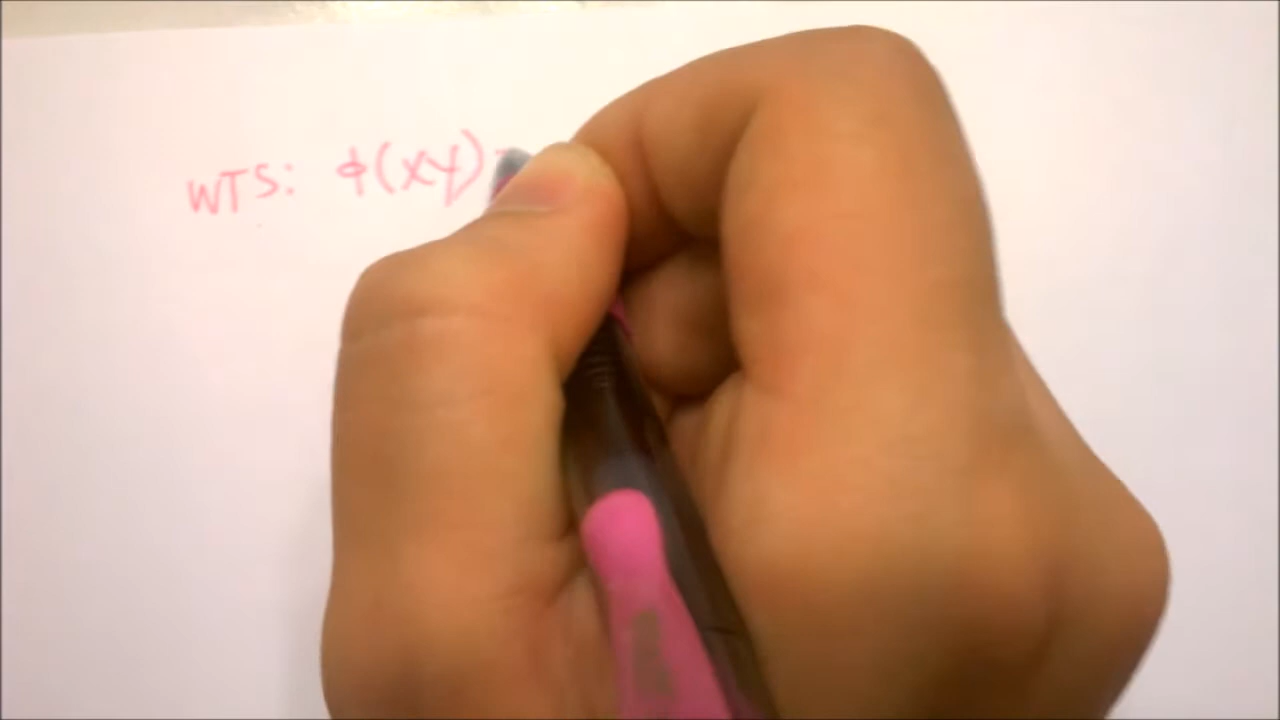 WTS: ϕ(xy) =